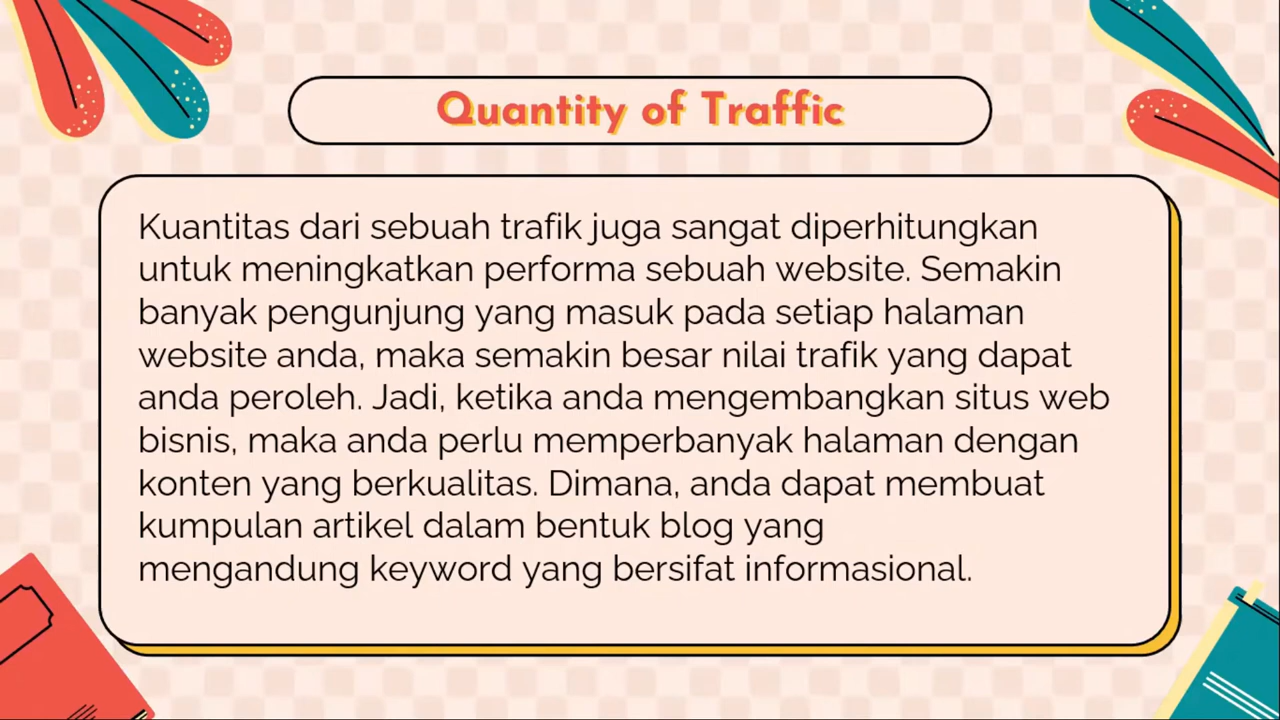 Quantity of Traffic
Kuantitas dari sebuah trafik juga sangat diperhitungkan
untuk meningkatkan performa sebuah website. Semakin
banyak pengunjung yang masuk pada setiap halaman
website anda, maka semakin besar nilai trafik yang dapat
anda peroleh. Jadi, ketika anda mengembangkan situs web
bisnis, maka anda perlu memperbanyak halaman dengan
konten yang berkualitas. Dimana, anda dapat membuat
kumpulan artikel dalam bentuk blog yang
mengandung keyword yang bersifat informasional.